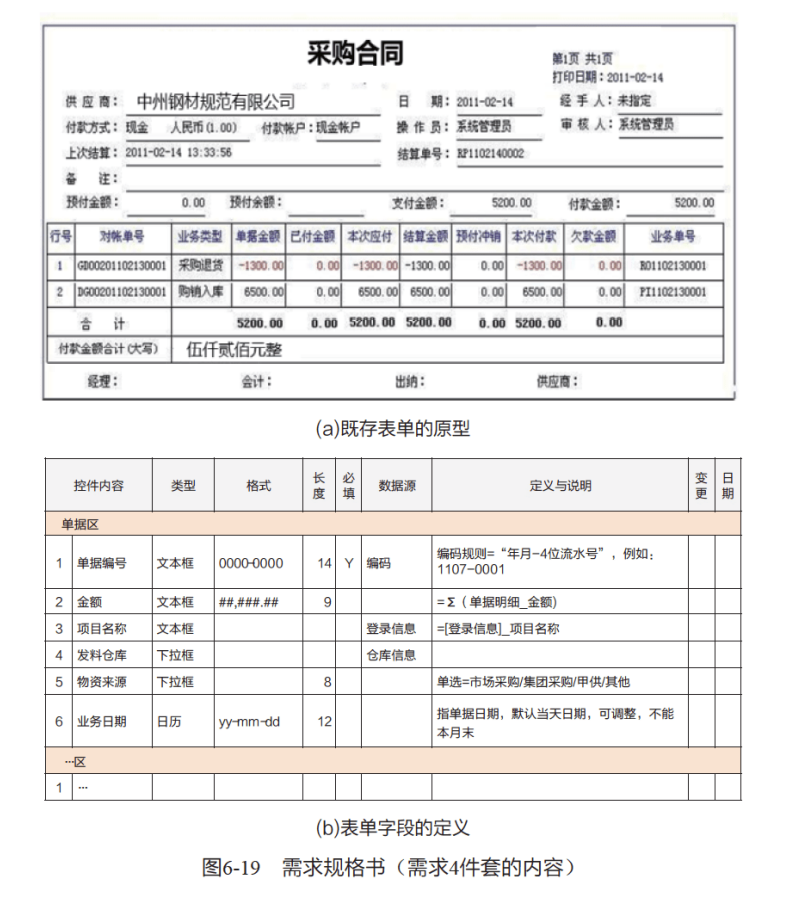 采购合同
第1页 共1页
打印日期：2011-02-14
供 应 商： 中州钢材规范有限公司 日 期：2011-02-14 经 手 人：未指定
付款方式：现金 人民币(1.00) 付款帐户：现金帐户 操 作 员：系统管理员 审 核 人：系统管理员
上次结算：2011-02-14 13:33:56 结算单号：RP1102140002
备 注：
预付金额： 0.00 预付余额： 支付金额： 5200.00 付款金额： 5200.00
行号 对帐单号 业务类型 单据金额 已付金额 本次应付 结算金额 预付冲销 本次付款 欠款金额 业务单号
1 GD00201102130001 采购退货 -1300.00 0.00 -1300.00 -1300.00 0.00 -1300.00 0.00 RO1102130001
2 DG00201102130001 购销入库 6500.00 0.00 6500.00 6500.00 0.00 6500.00 0.00 PI1102130001
合 计 5200.00 0.00 5200.00 5200.00 0.00 5200.00 0.00
付款金额合计(大写) 伍仟贰佰元整
经理： 会计： 出纳： 供应商：
(a)既存表单的原型
控件内容 类型 格式 长度 必填 数据源 定义与说明 变更 日期
单据区
1 单据编号 文本框 0000-0000 14 Y 编码 编码规则=“年月-4位流水号”，例如：
1107-0001
2 金额 文本框 ##,###.## 9 =Σ（单据明细_金额)
3 项目名称 文本框 登录信息 =[登录信息]_项目名称
4 发料仓库 下拉框 仓库信息
5 物资来源 下拉框 8 单选=市场采购/集团采购/甲供/其他
6 业务日期 日历 yy-mm-dd 12 指单据日期，默认当天日期，可调整，不能
本月末
…区
1 …
(b)表单字段的定义
图6-19 需求规格书（需求4件套的内容）